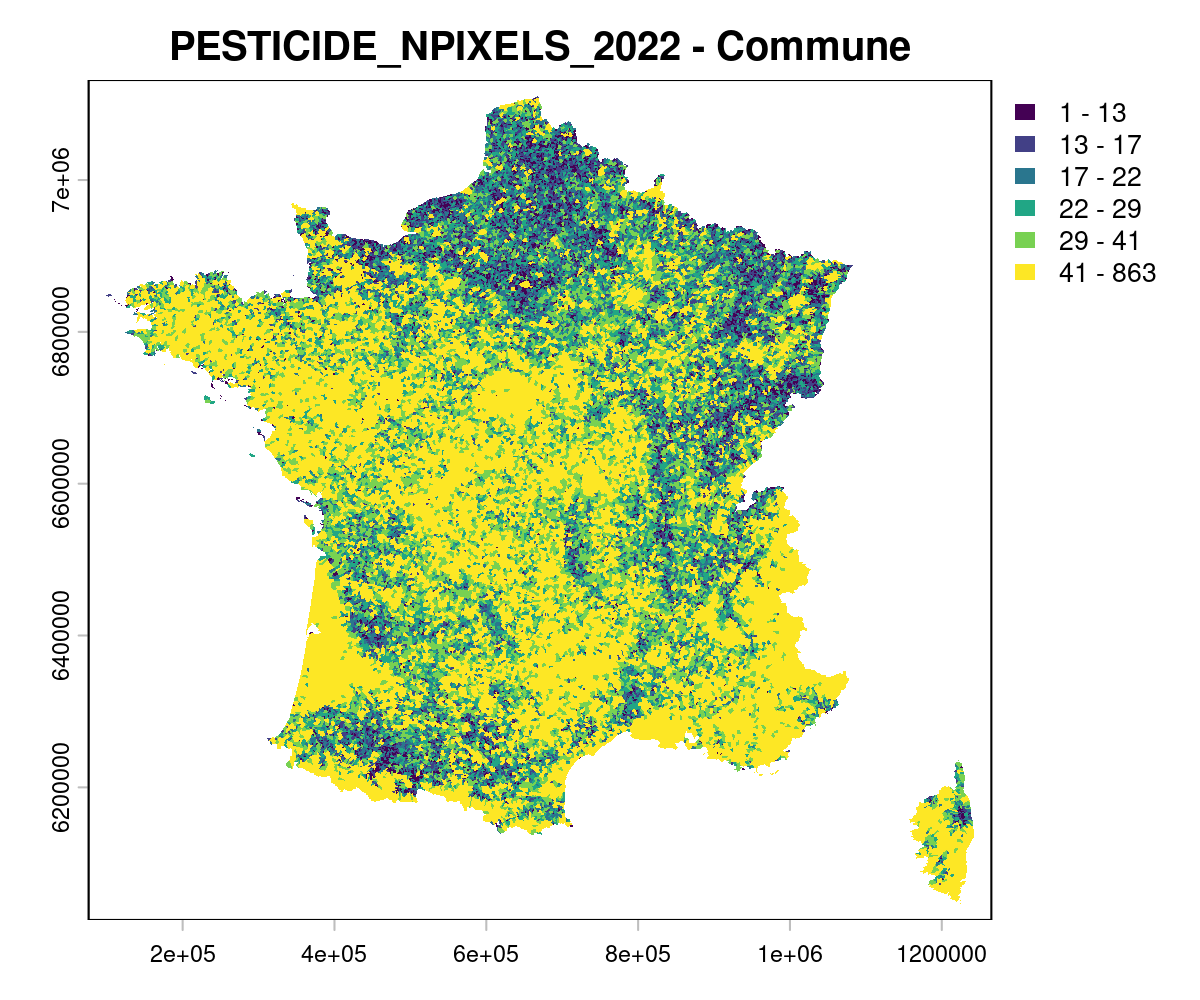 PESTICIDE_NPIXELS_2022 - Commune
1 - 13
13 - 17
17 - 22
22 - 29
29 - 41
41 - 863
7e+06
6800000
6600000
6400000
6200000
2e+05
4e+05
6e+05
8e+05
1e+06
1200000